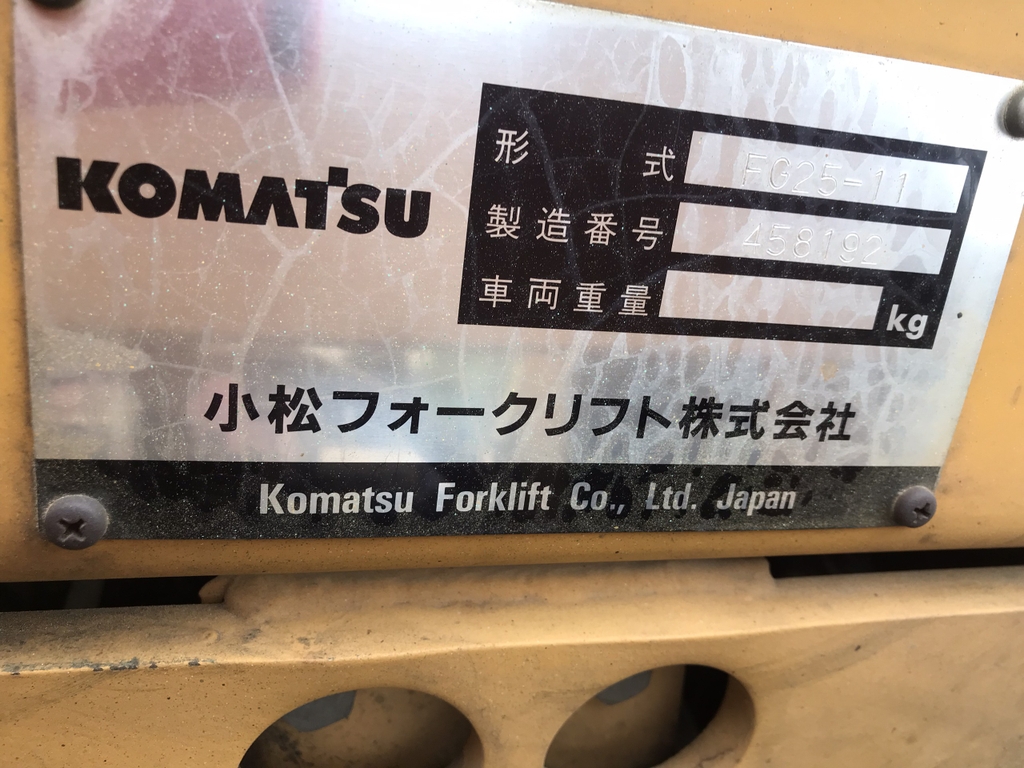 KOMATSU
形 式 FG25-11
製造番号 458192
車両重量 kg
小松フォークリフト株式会社
Komatsu Forklift Co., Ltd. Japan